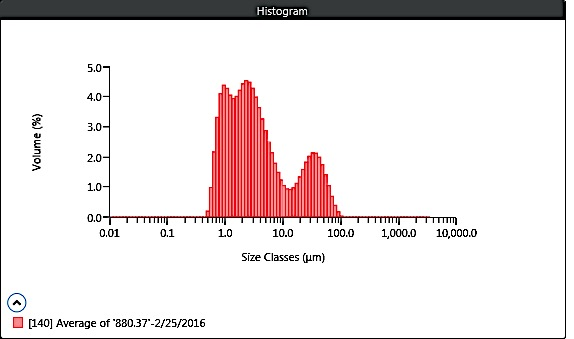 Histogram
5.0
4.0
3.0
2.0
1.0
0.0
Volume (%)
0.01 0.1 1.0 10.0 100.0 1,000.0 10,000.0
Size Classes (µm)
[140] Average of '880.37'-2/25/2016